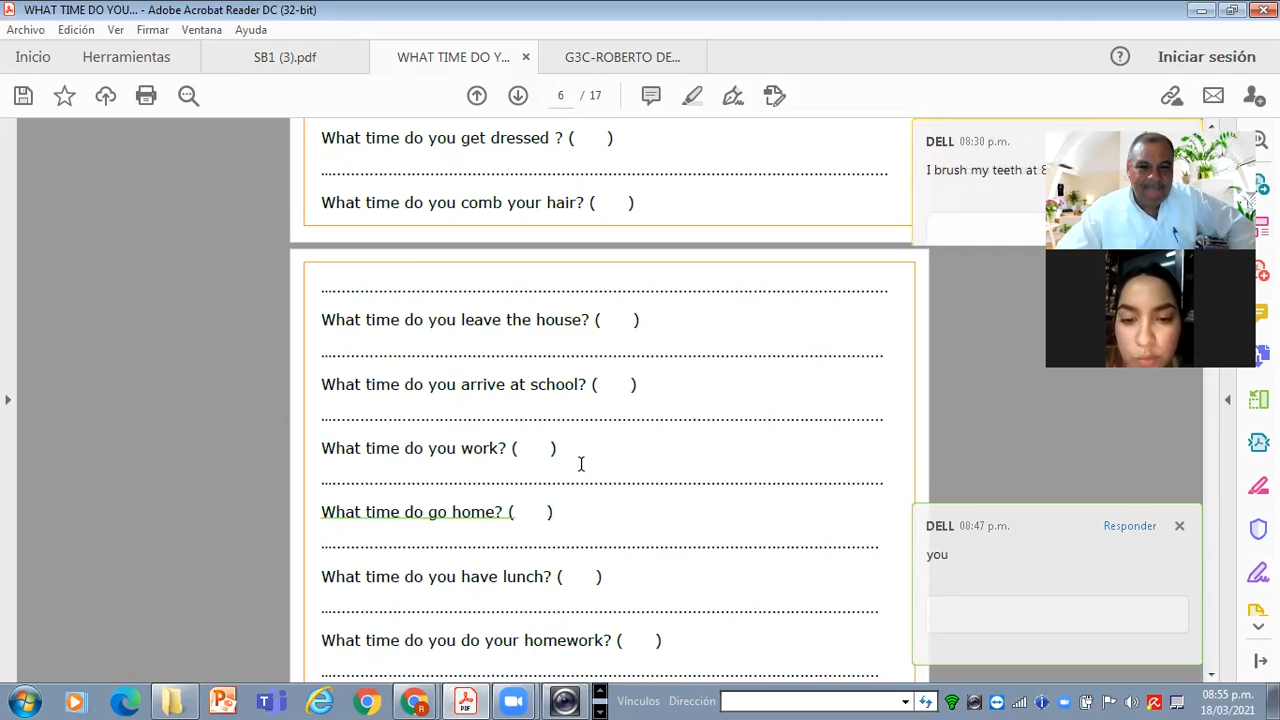 WHAT TIME DO YOU... - Adobe Acrobat Reader DC (32-bit)
Archivo Edición Ver Firmar Ventana Ayuda
Inicio Herramientas SB1 (3).pdf WHAT TIME DO Y... × G3C-ROBERTO DE... Iniciar sesión
6 / 17
What time do you get dressed ? ( )
What time do you comb your hair? ( )
DELL 08:30 p.m.
I brush my teeth at 8
What time do you leave the house? ( )
What time do you arrive at school? ( )
What time do you work? ( )
What time do go home? ( )
What time do you have lunch? ( )
What time do you do your homework? ( )
DELL 08:47 p.m. Responder
you
Vínculos Dirección
08:55 p.m.
18/03/2021